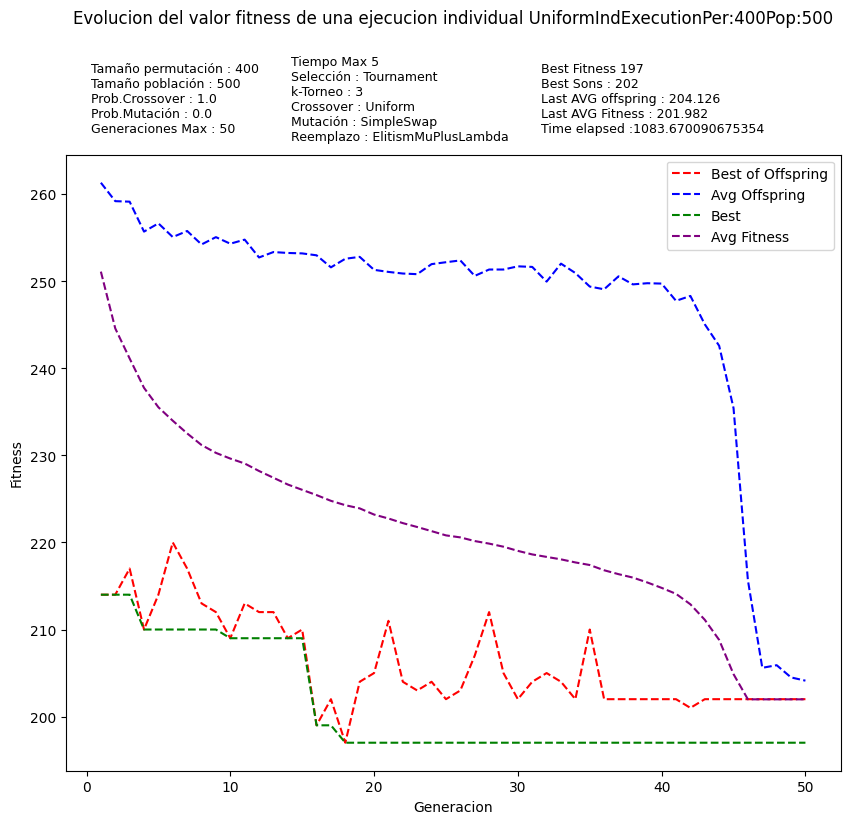 Evolucion del valor fitness de una ejecucion individual UniformIndExecutionPer:400Pop:500
Tamaño permutación : 400
Tamaño población : 500
Prob.Crossover : 1.0
Prob.Mutación : 0.0
Generaciones Max : 50
Tiempo Max 5
Selección : Tournament
k-Torneo : 3
Crossover : Uniform
Mutación : SimpleSwap
Reemplazo : ElitismMuPlusLambda
Best Fitness 197
Best Sons : 202
Last AVG offspring : 204.126
Last AVG Fitness : 201.982
Time elapsed :1083.670090675354
Best of Offspring
Avg Offspring
Best
Avg Fitness
Fitness
260
250
240
230
220
210
200
0 10 20 30 40 50
Generacion